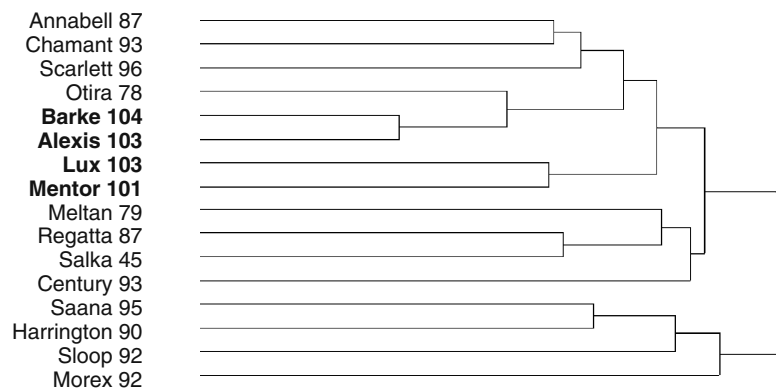 Annabell 87
Chamant 93
Scarlett 96
Otira 78
Barke 104
Alexis 103
Lux 103
Mentor 101
Meltan 79
Regatta 87
Salka 45
Century 93
Saana 95
Harrington 90
Sloop 92
Morex 92